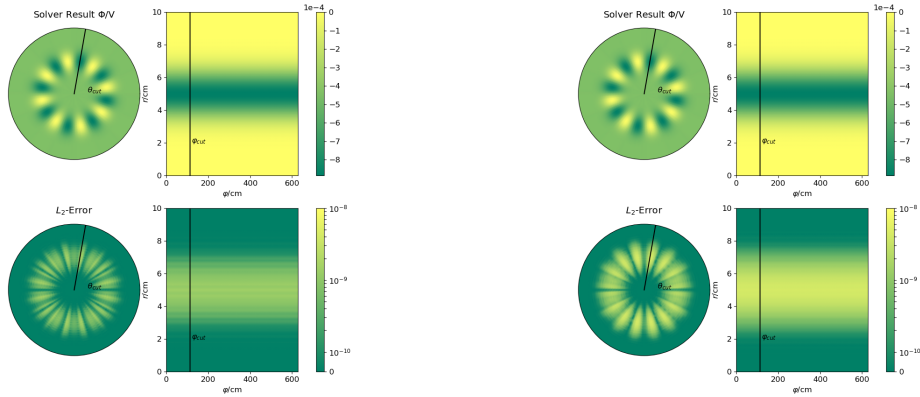 Solver Result Φ/V
θcut
r/cm
10
8
6
4
2
0
φcut
0 200 400 600
φ/cm
1e−4
0
−1
−2
−3
−4
−5
−6
−7
−8
L₂-Error
θcut
r/cm
10
8
6
4
2
0
φcut
0 200 400 600
φ/cm
10⁻⁸
10⁻⁹
10⁻¹⁰
0
Solver Result Φ/V
θcut
r/cm
10
8
6
4
2
0
φcut
0 200 400 600
φ/cm
1e−4
0
−1
−2
−3
−4
−5
−6
−7
−8
L₂-Error
θcut
r/cm
10
8
6
4
2
0
φcut
0 200 400 600
φ/cm
10⁻⁸
10⁻⁹
10⁻¹⁰
0